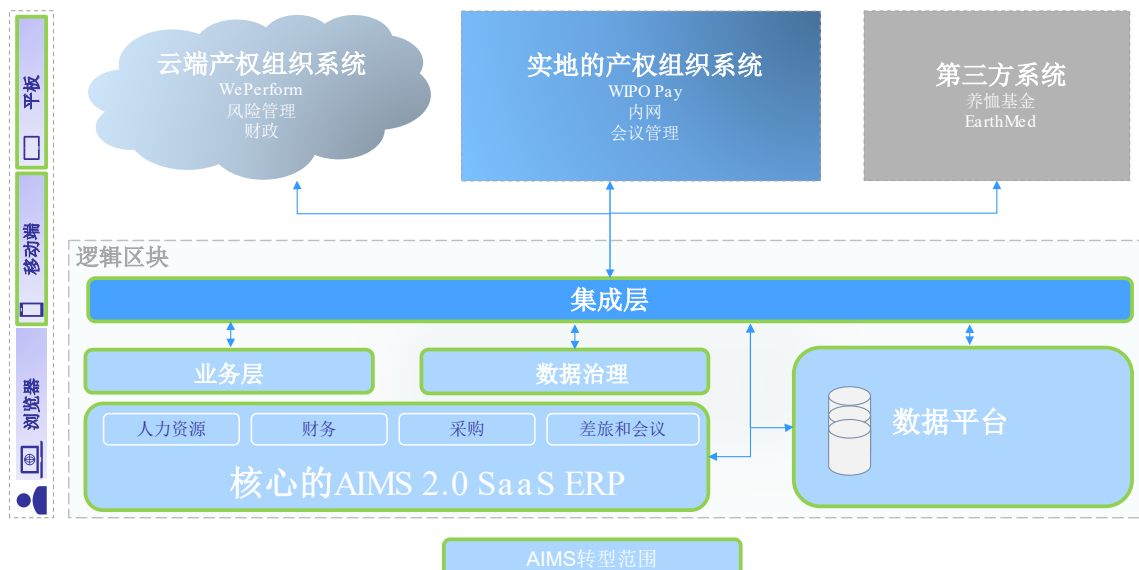 平板
移动端
浏览器
云端产权组织系统
WePerform
风险管理
财政
实地的产权组织系统
WIPO Pay
内网
会议管理
第三方系统
养恤基金
EarthMed
逻辑区块
集成层
业务层
数据治理
人力资源
财务
采购
差旅和会议
核心的AIMS 2.0 SaaS ERP
数据平台
AIMS转型范围